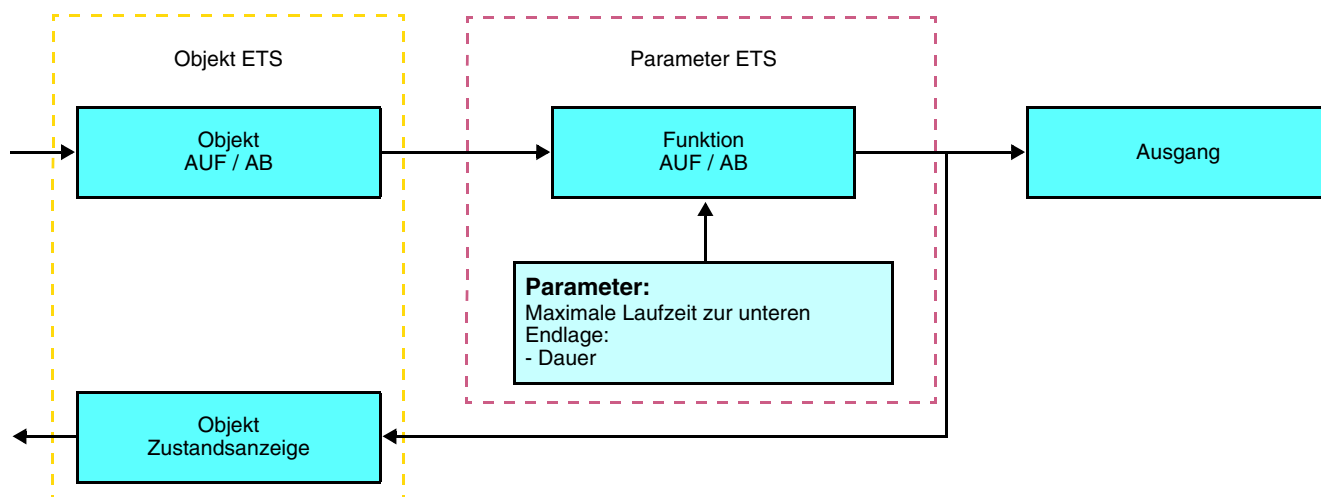 Objekt ETS
Parameter ETS
Objekt
AUF / AB
Funktion
AUF / AB
Ausgang
Parameter:
Maximale Laufzeit zur unteren
Endlage:
- Dauer
Objekt
Zustandsanzeige